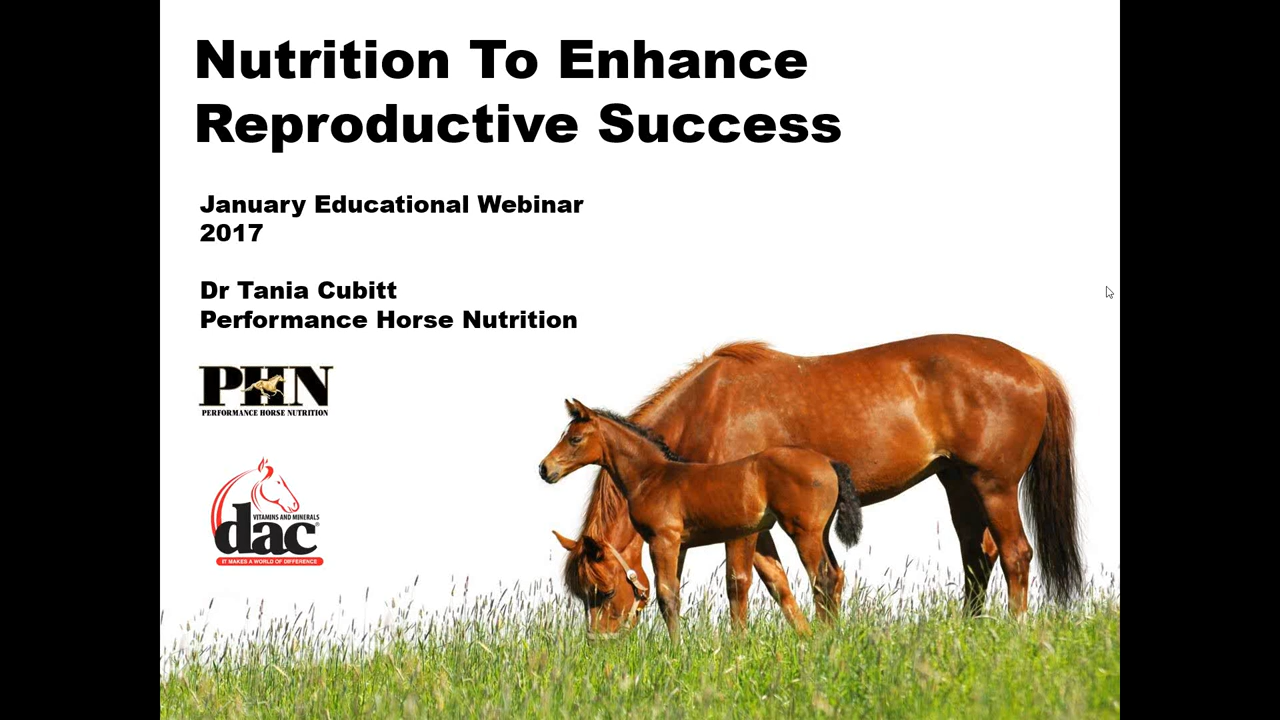 Nutrition To Enhance
Reproductive Success
January Educational Webinar
2017
Dr Tania Cubitt
Performance Horse Nutrition
PHN
PERFORMANCE HORSE NUTRITION
VITAMINS AND MINERALS
dac®
IT MAKES A WORLD OF DIFFERENCE